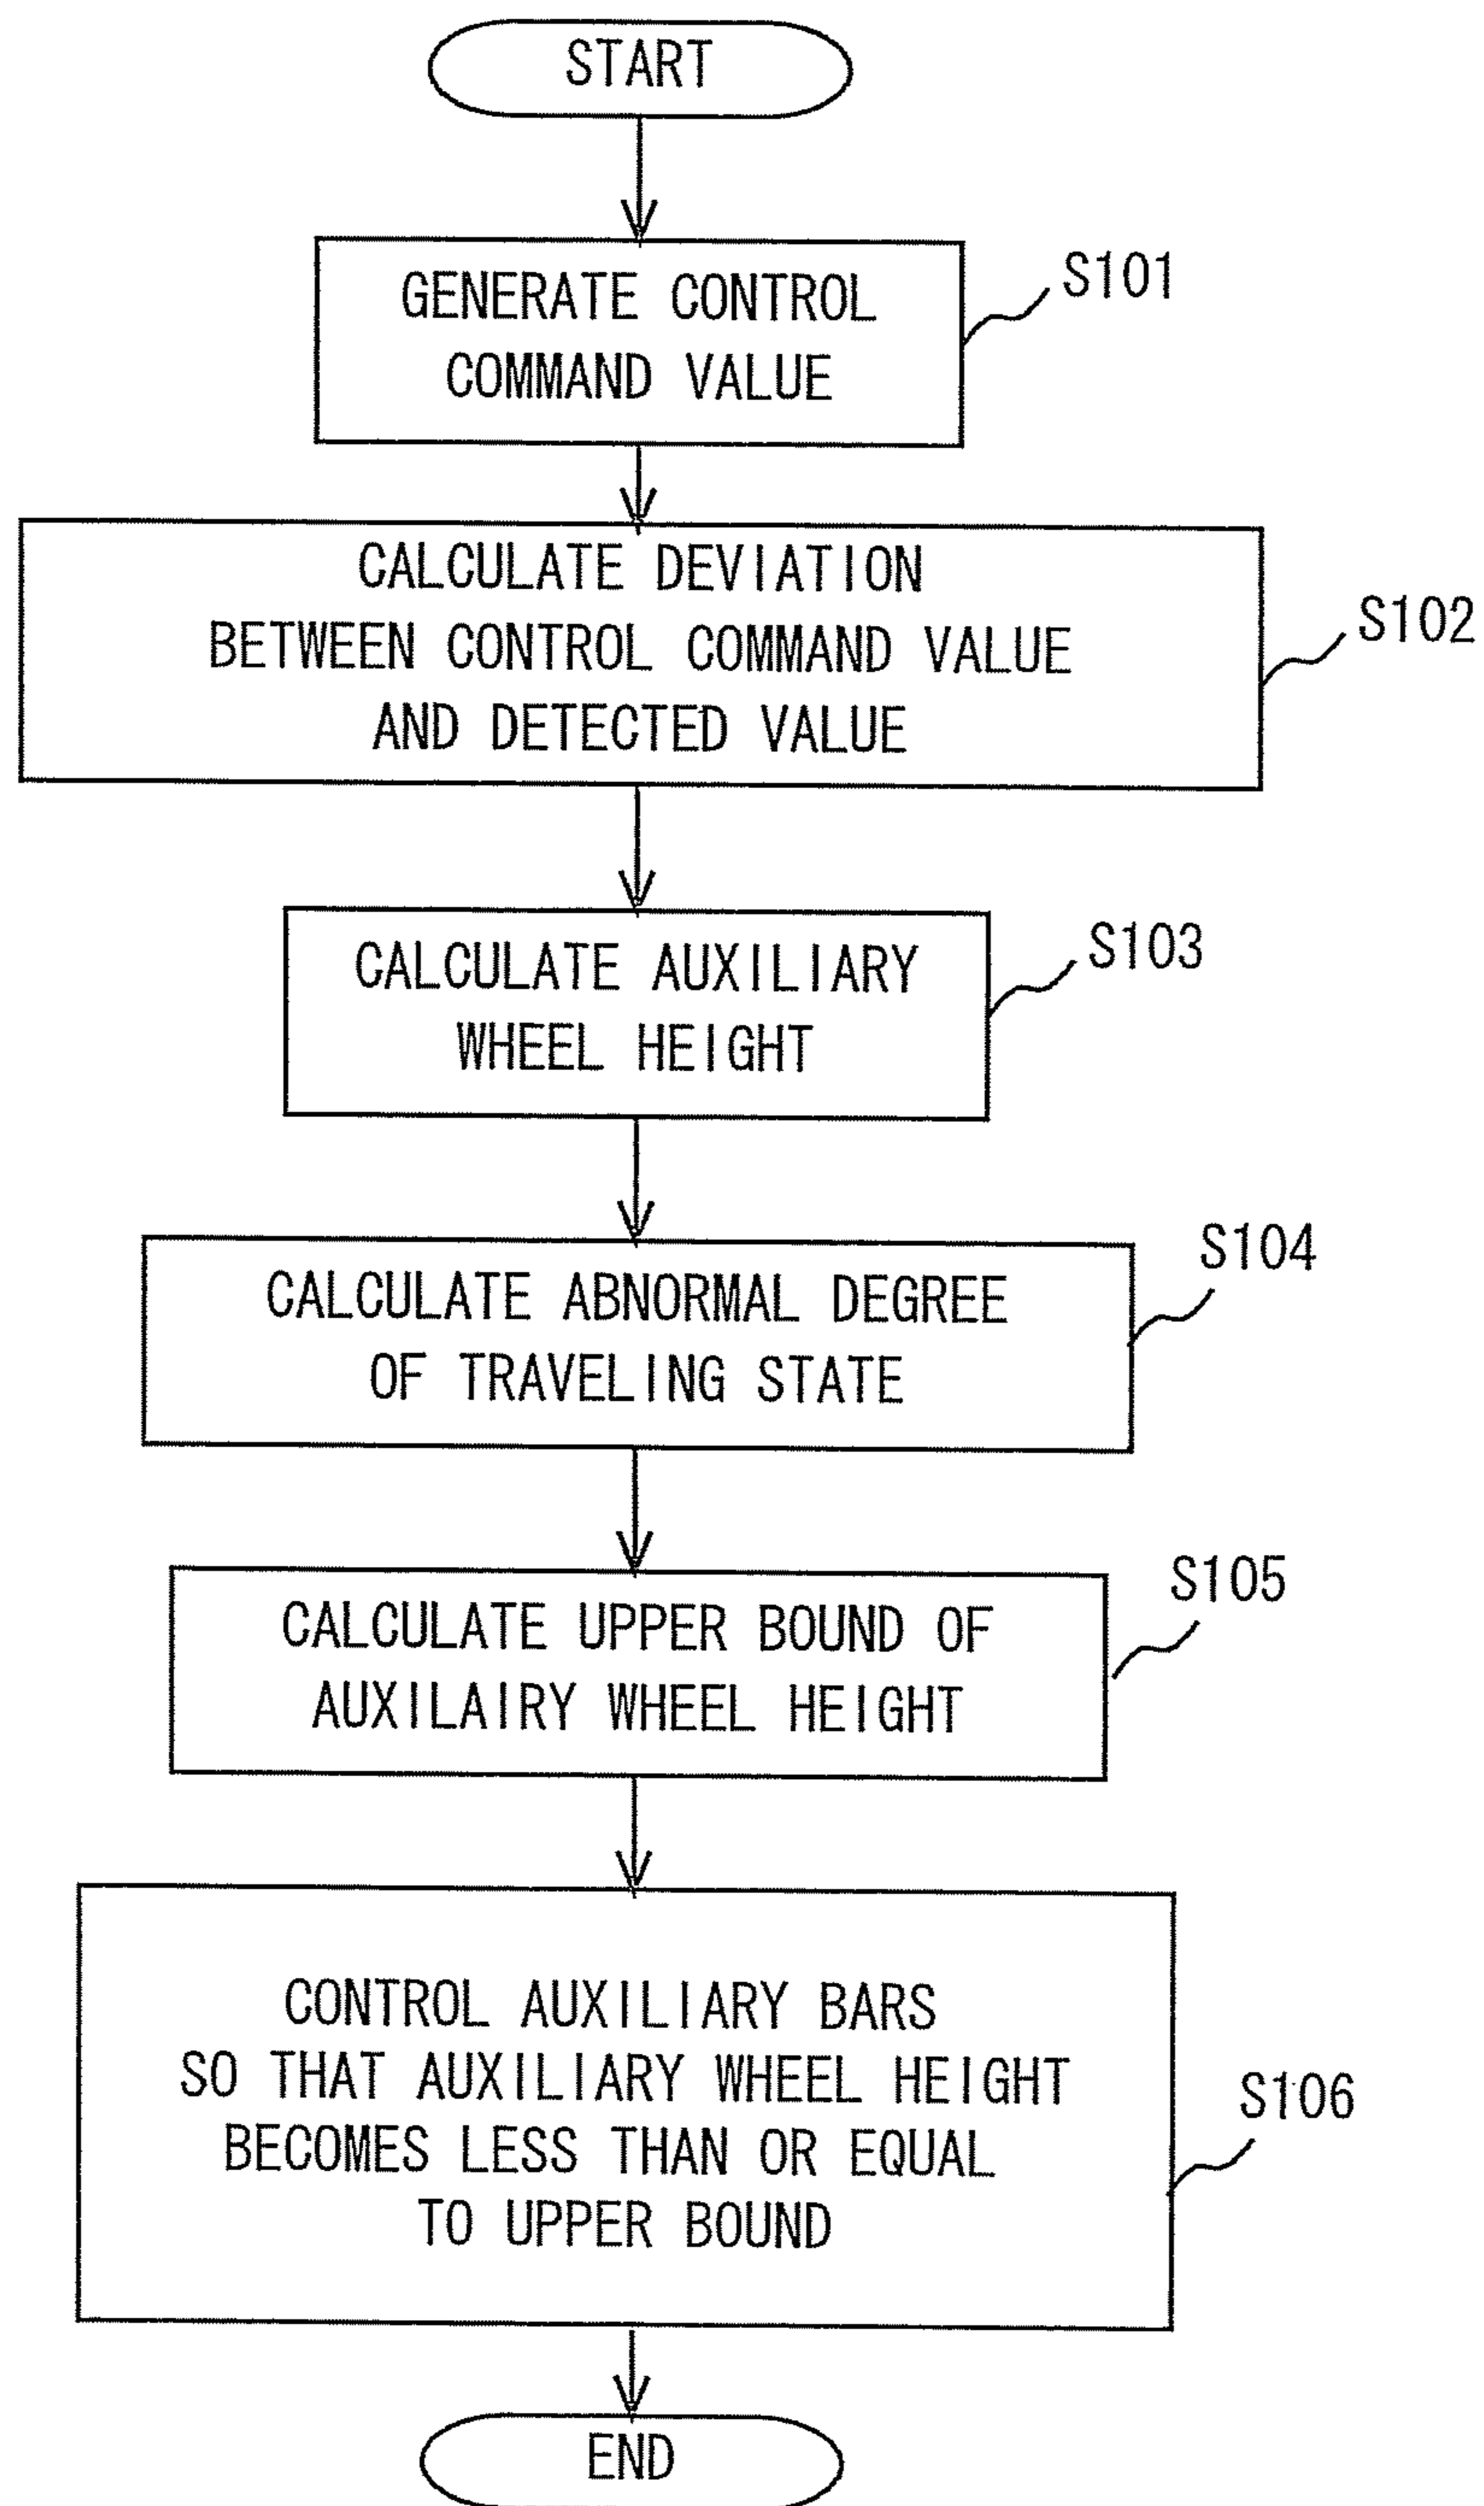 START
GENERATE CONTROL
COMMAND VALUE
S101
CALCULATE DEVIATION
BETWEEN CONTROL COMMAND VALUE
AND DETECTED VALUE
S102
CALCULATE AUXILIARY
WHEEL HEIGHT
S103
CALCULATE ABNORMAL DEGREE
OF TRAVELING STATE
S104
CALCULATE UPPER BOUND OF
AUXILAIRY WHEEL HEIGHT
S105
CONTROL AUXILIARY BARS
SO THAT AUXILIARY WHEEL HEIGHT
BECOMES LESS THAN OR EQUAL
TO UPPER BOUND
S106
END